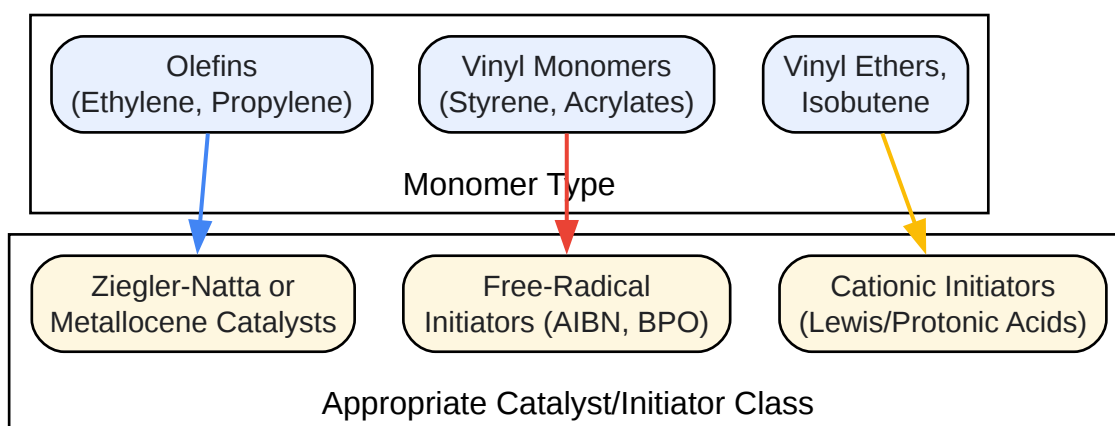 Olefins
(Ethylene, Propylene)
Vinyl Monomers
(Styrene, Acrylates)
Vinyl Ethers,
Isobutene
Monomer Type
Ziegler-Natta or
Metallocene Catalysts
Free-Radical
Initiators (AIBN, BPO)
Cationic Initiators
(Lewis/Protonic Acids)
Appropriate Catalyst/Initiator Class